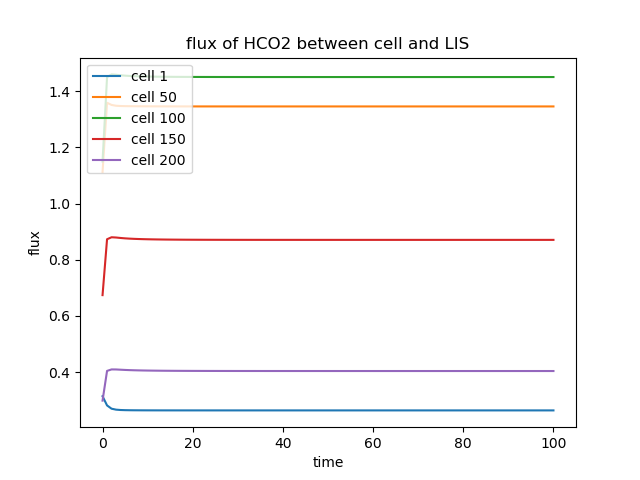 flux of HCO2 between cell and LIS
cell 1
cell 50
cell 100
cell 150
cell 200
flux
1.4
1.2
1.0
0.8
0.6
0.4
0 20 40 60 80 100
time